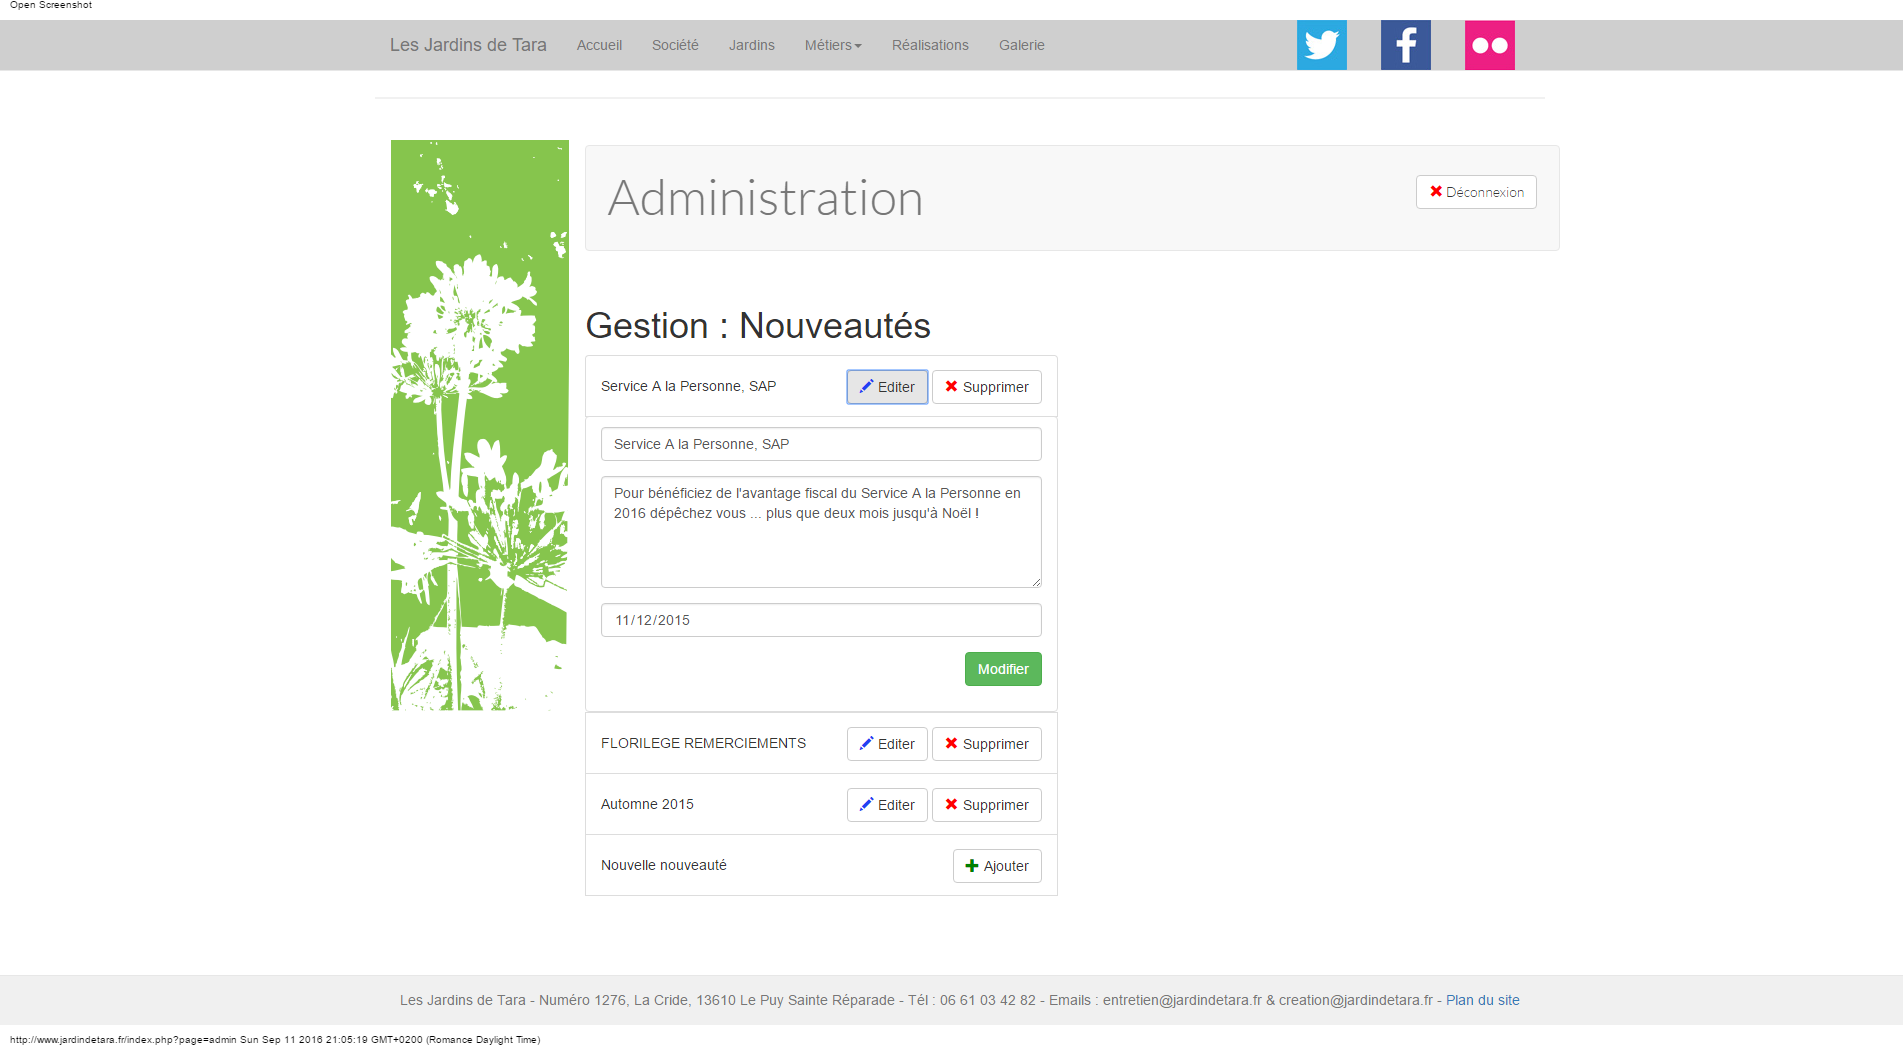 Open Screenshot
Les Jardins de Tara Accueil Société Jardins Métiers Réalisations Galerie
Administration
Déconnexion
Gestion : Nouveautés
Service A la Personne, SAP Editer Supprimer
Service A la Personne, SAP
Pour bénéficiez de l'avantage fiscal du Service A la Personne en
2016 dépêchez vous ... plus que deux mois jusqu'à Noël !
11/12/2015
Modifier
FLORILEGE REMERCIEMENTS Editer Supprimer
Automne 2015 Editer Supprimer
Nouvelle nouveauté Ajouter
Les Jardins de Tara - Numéro 1276, La Cride, 13610 Le Puy Sainte Réparade - Tél : 06 61 03 42 82 - Emails : entretien@jardindetara.fr & creation@jardindetara.fr - Plan du site
http://www.jardindetara.fr/index.php?page=admin Sun Sep 11 2016 21:05:19 GMT+0200 (Romance Daylight Time)